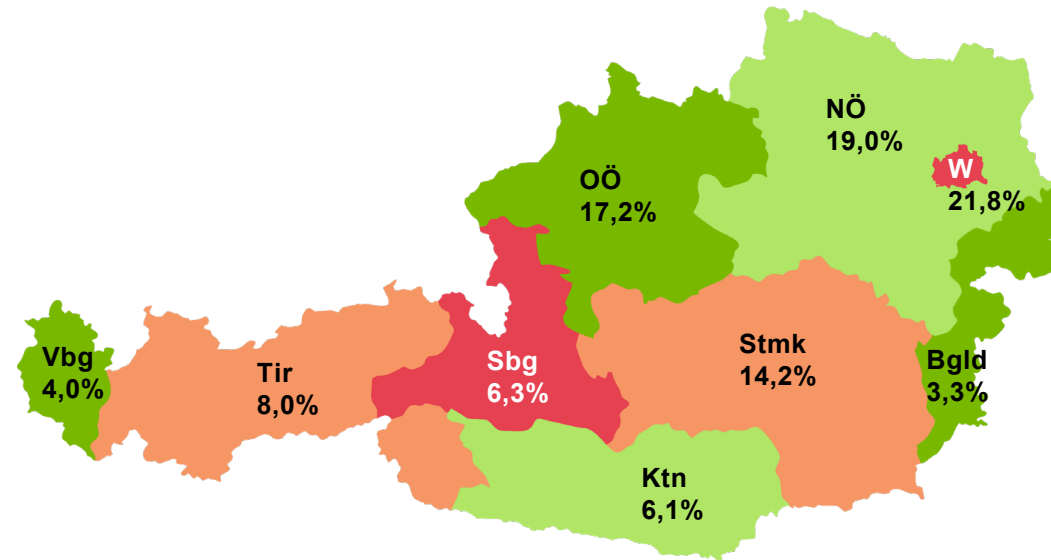 NÖ
19,0%
W
21,8%
OÖ
17,2%
Vbg
4,0%
Tir
8,0%
Sbg
6,3%
Stmk
14,2%
Bgld
3,3%
Ktn
6,1%